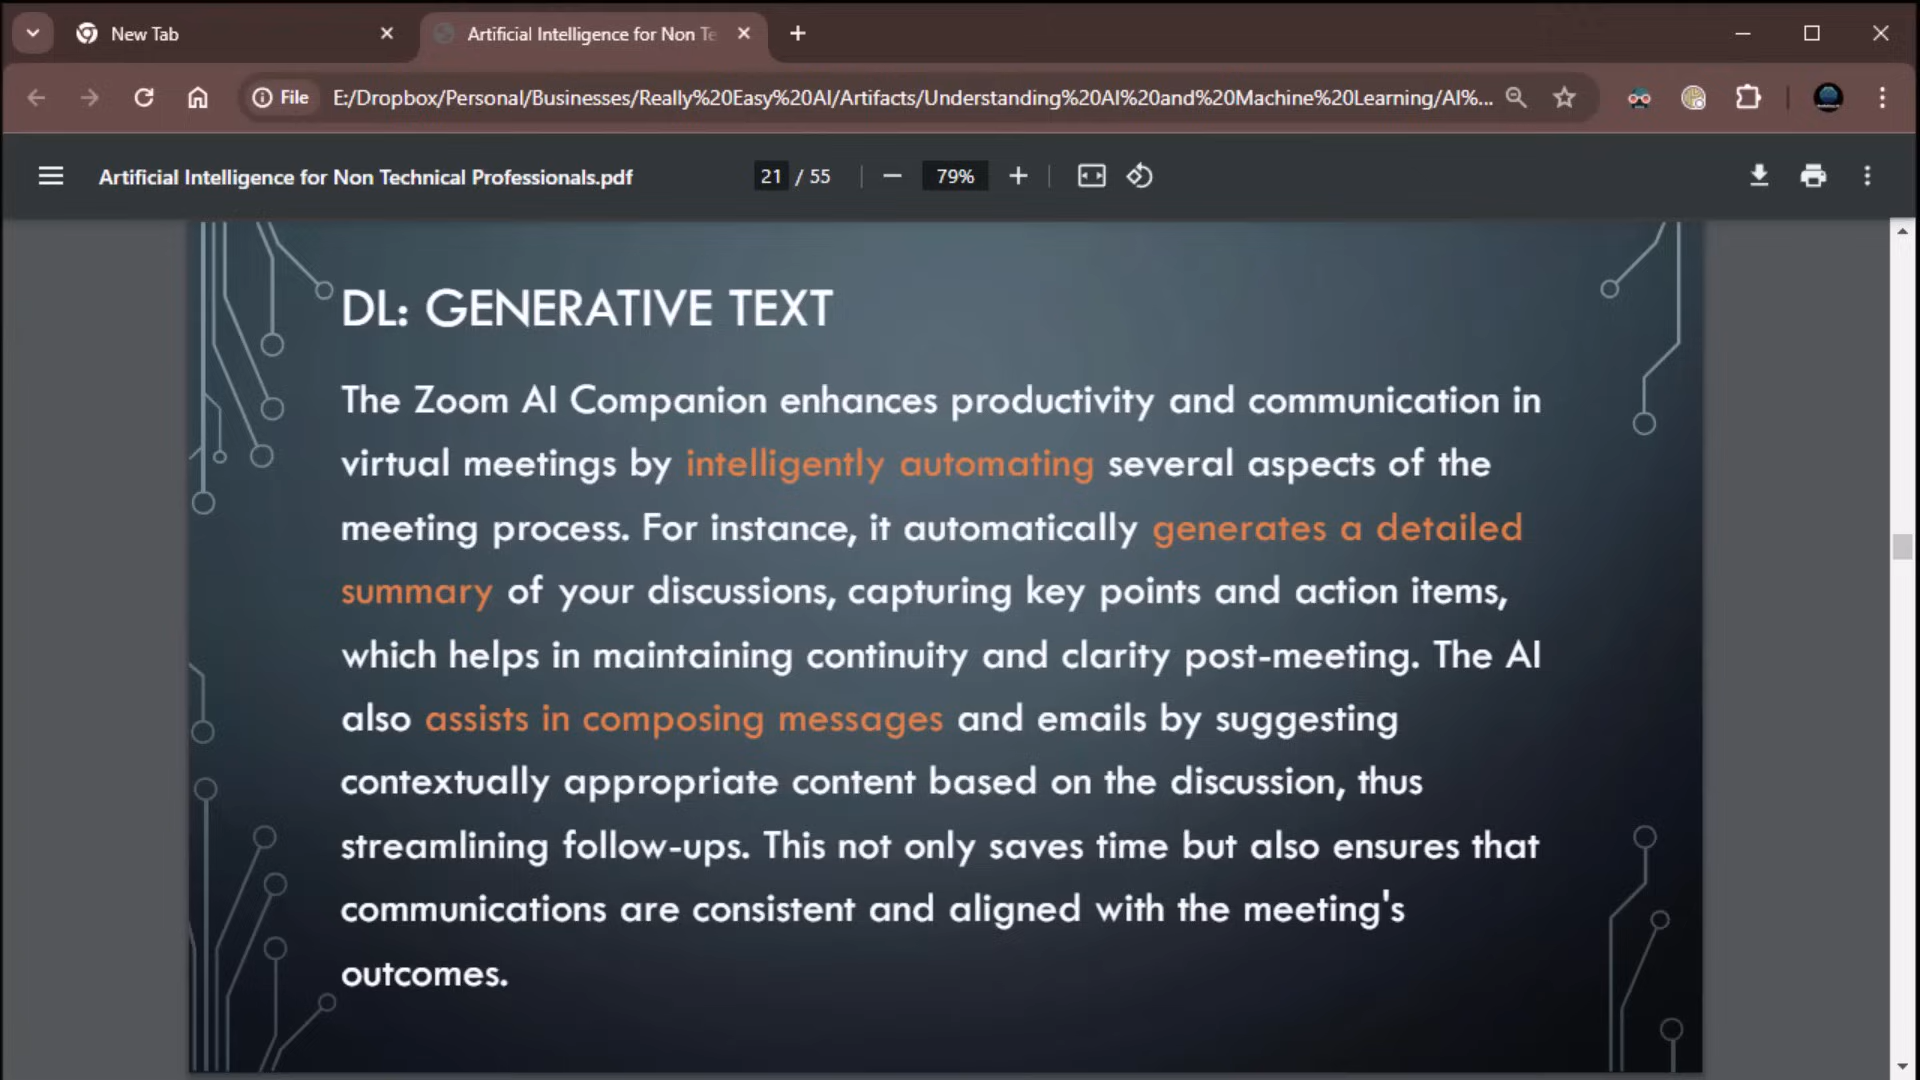 New Tab
Artificial Intelligence for Non Te
File
E:/Dropbox/Personal/Businesses/Really%20Easy%20AI/Artifacts/Understanding%20AI%20and%20Machine%20Learning/AI%...
Artificial Intelligence for Non Technical Professionals.pdf
21 / 55
79%
DL: GENERATIVE TEXT
The Zoom AI Companion enhances productivity and communication in
virtual meetings by intelligently automating several aspects of the
meeting process. For instance, it automatically generates a detailed
summary of your discussions, capturing key points and action items,
which helps in maintaining continuity and clarity post-meeting. The AI
also assists in composing messages and emails by suggesting
contextually appropriate content based on the discussion, thus
streamlining follow-ups. This not only saves time but also ensures that
communications are consistent and aligned with the meeting's
outcomes.